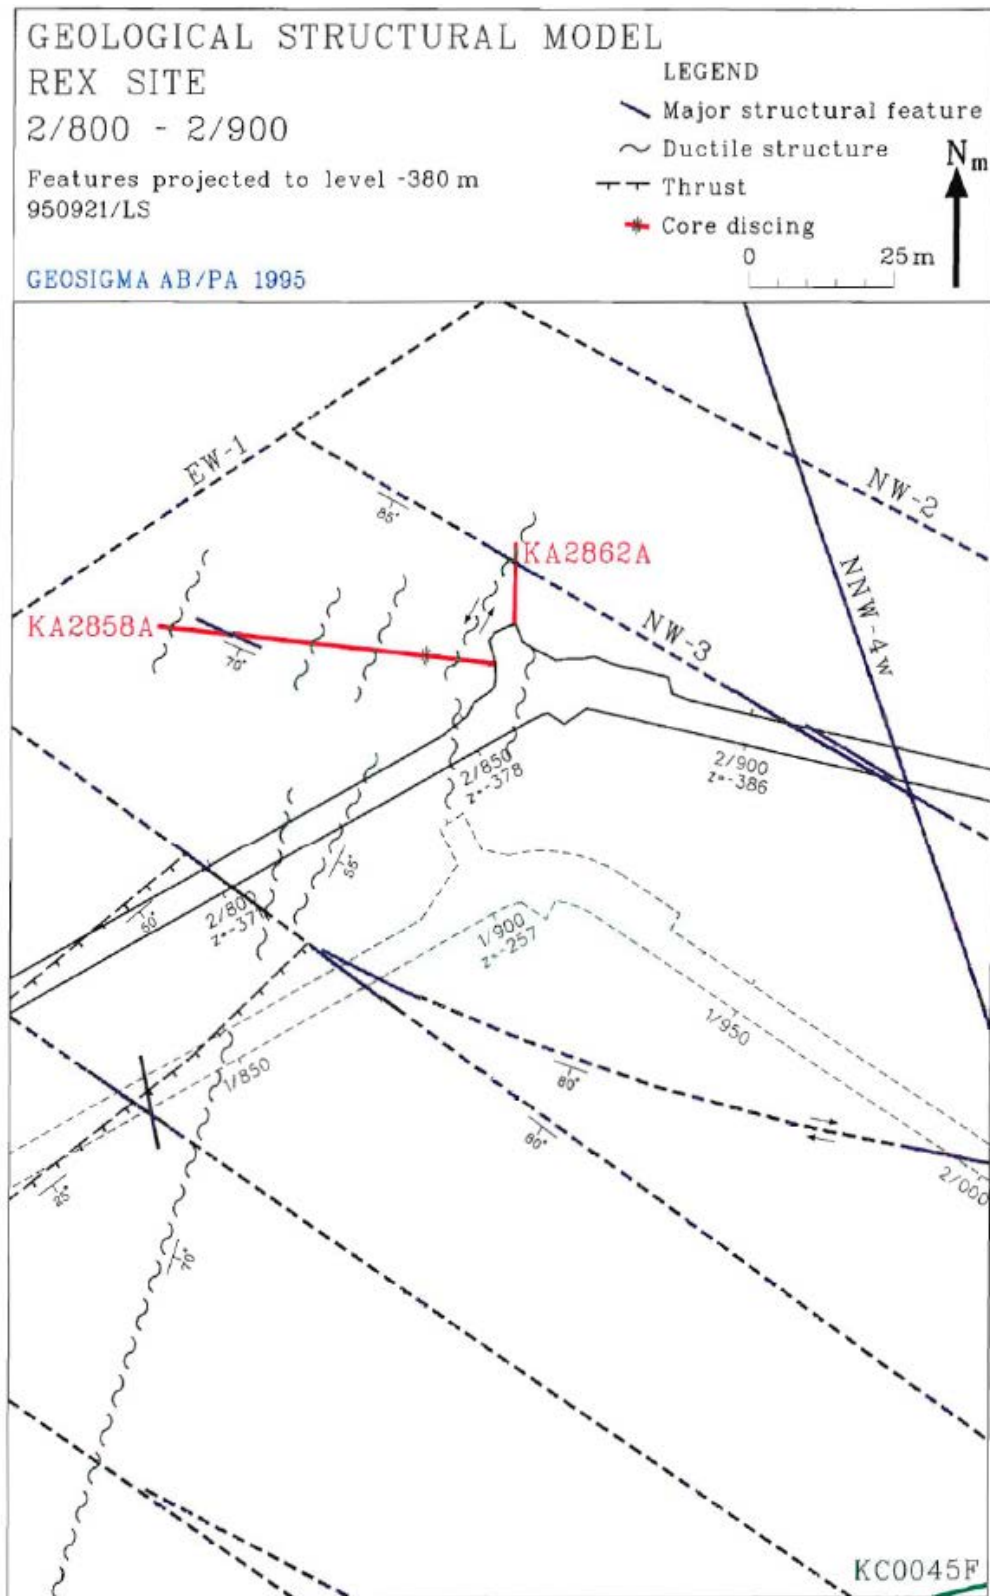 GEOLOGICAL STRUCTURAL MODEL
REX SITE
2/800 - 2/900
Features projected to level -380 m
950921/LS
GEOSIGMA AB/PA 1995
LEGEND
Major structural feature
Ductile structure
Thrust
Core discing
Nm
0 25 m
EW-1
NW-2
85°
KA2862A
NNW-4w
KA2858A
NW-3
70°
2/850
z=-378
2/900
z=-386
55°
60°
2/800
z=-371
1/900
z=-257
1/950
1/850
80°
80°
25°
2/000
70°
KC0045F